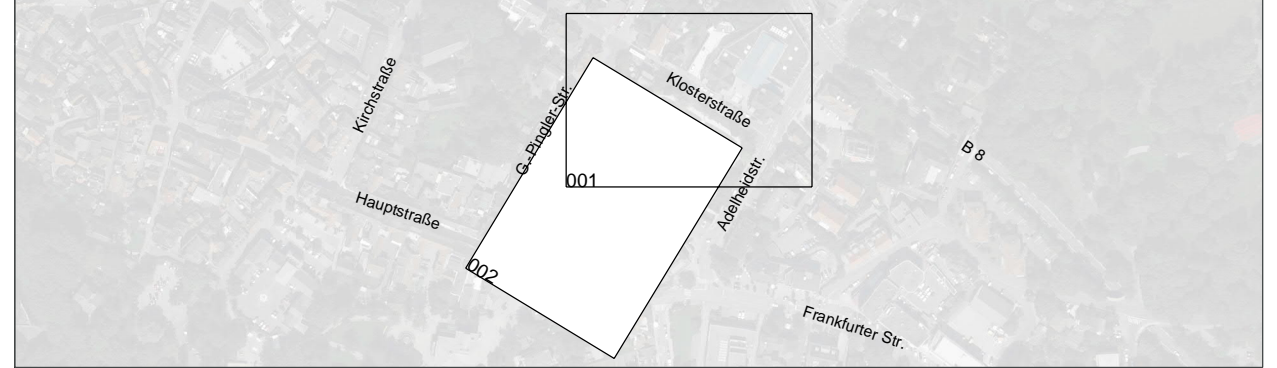 Kirchstraße
G.-Pingler-Str.
Klosterstraße
B 8
001
Adelheidstr.
Hauptstraße
002
Frankfurter Str.